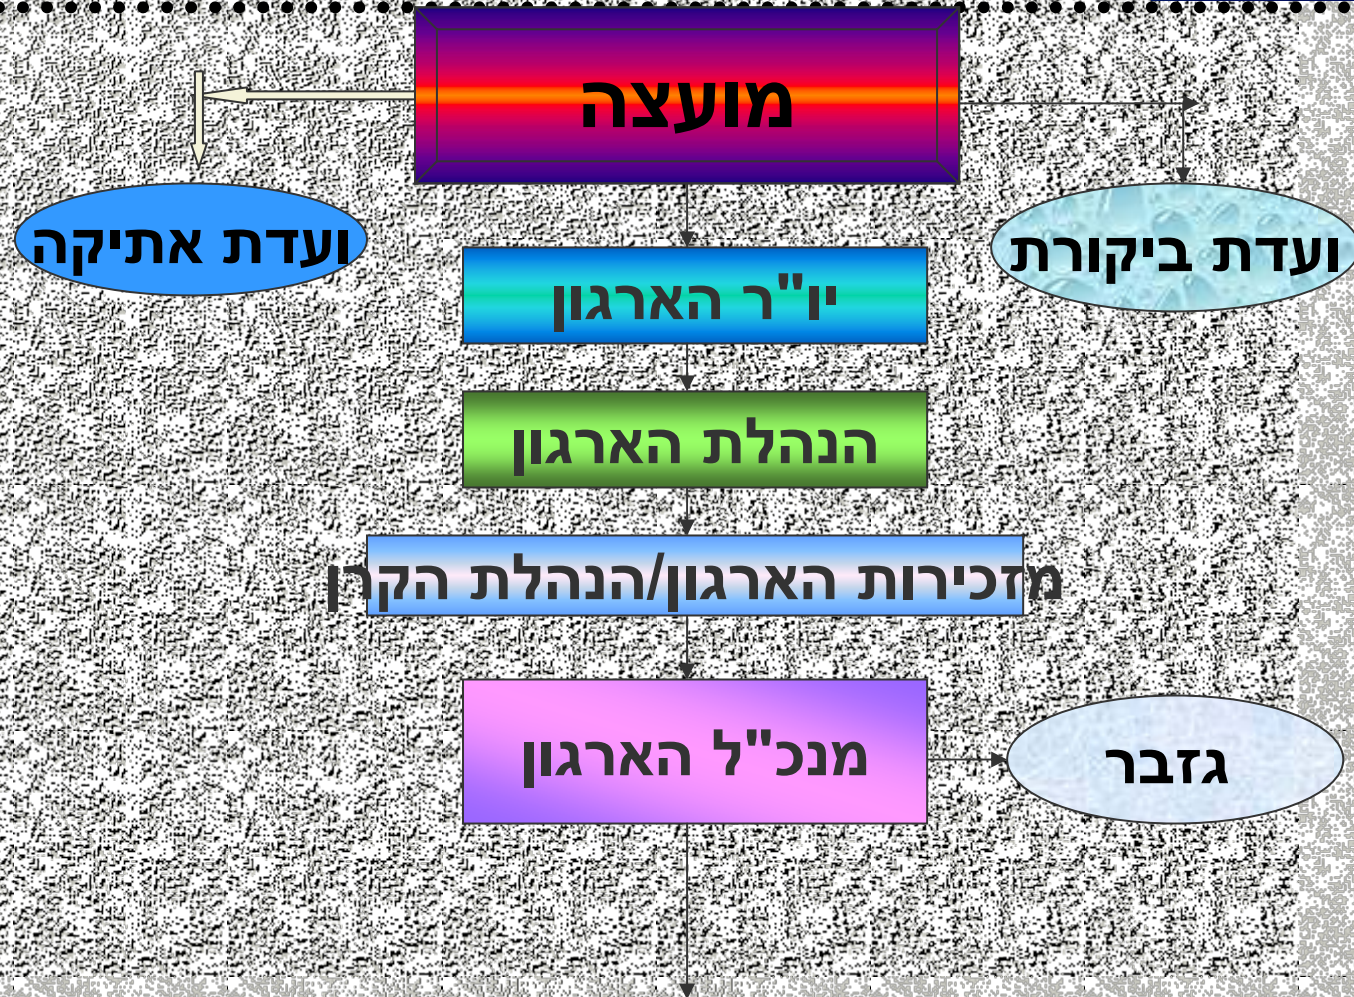 מועצה
ועדת ביקורת
ועדת אתיקה
יו"ר הארגון
הנהלת הארגון
מזכירות הארגון/הנהלת הקרן
מנכ"ל הארגון
גזבר